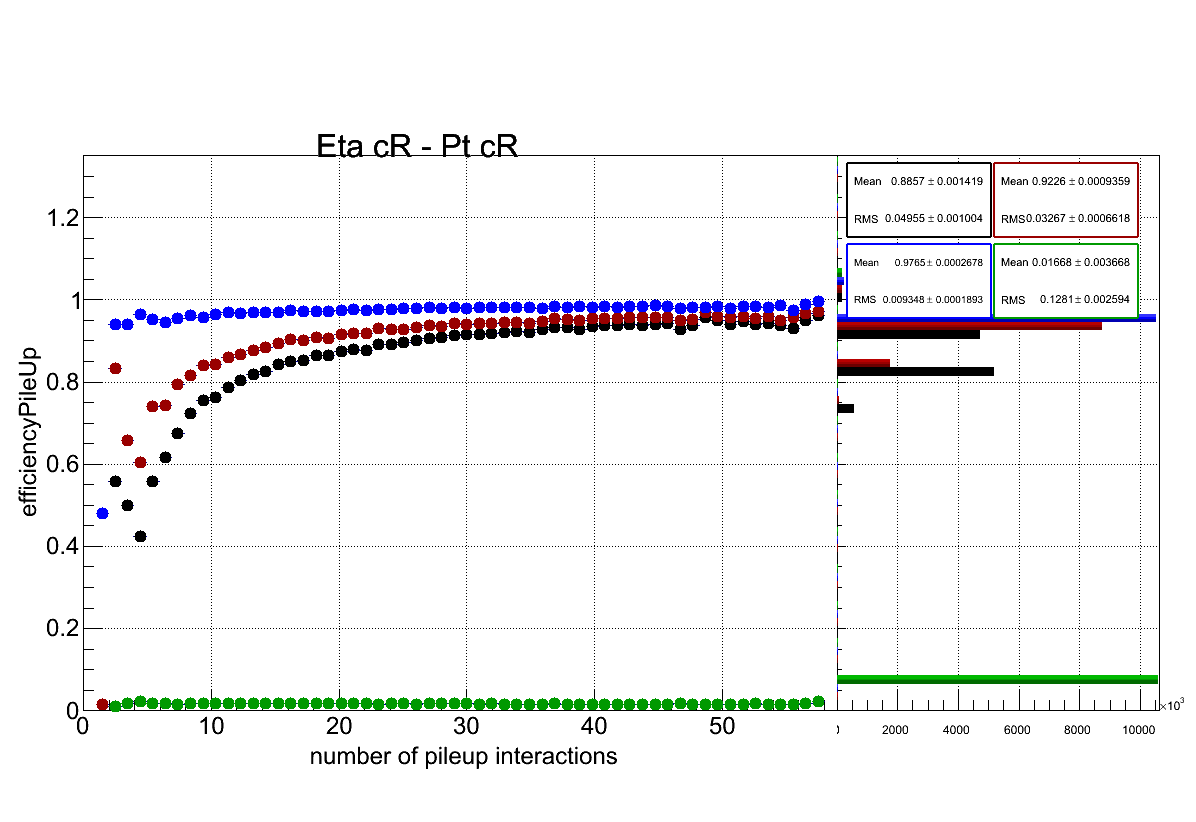 Eta cR - Pt cR
efficiencyPileUp
1.2
1
0.8
0.6
0.4
0.2
0
10
20
30
40
50
0
number of pileup interactions
Mean 0.8857 ± 0.001419
RMS 0.04955 ± 0.001004
Mean 0.9226 ± 0.0009359
RMS 0.03267 ± 0.0006618
Mean 0.9765 ± 0.0002678
RMS 0.009348 ± 0.0001893
Mean 0.01668 ± 0.003668
RMS 0.1281 ± 0.002594
2000 4000 6000 8000 10000
×10³